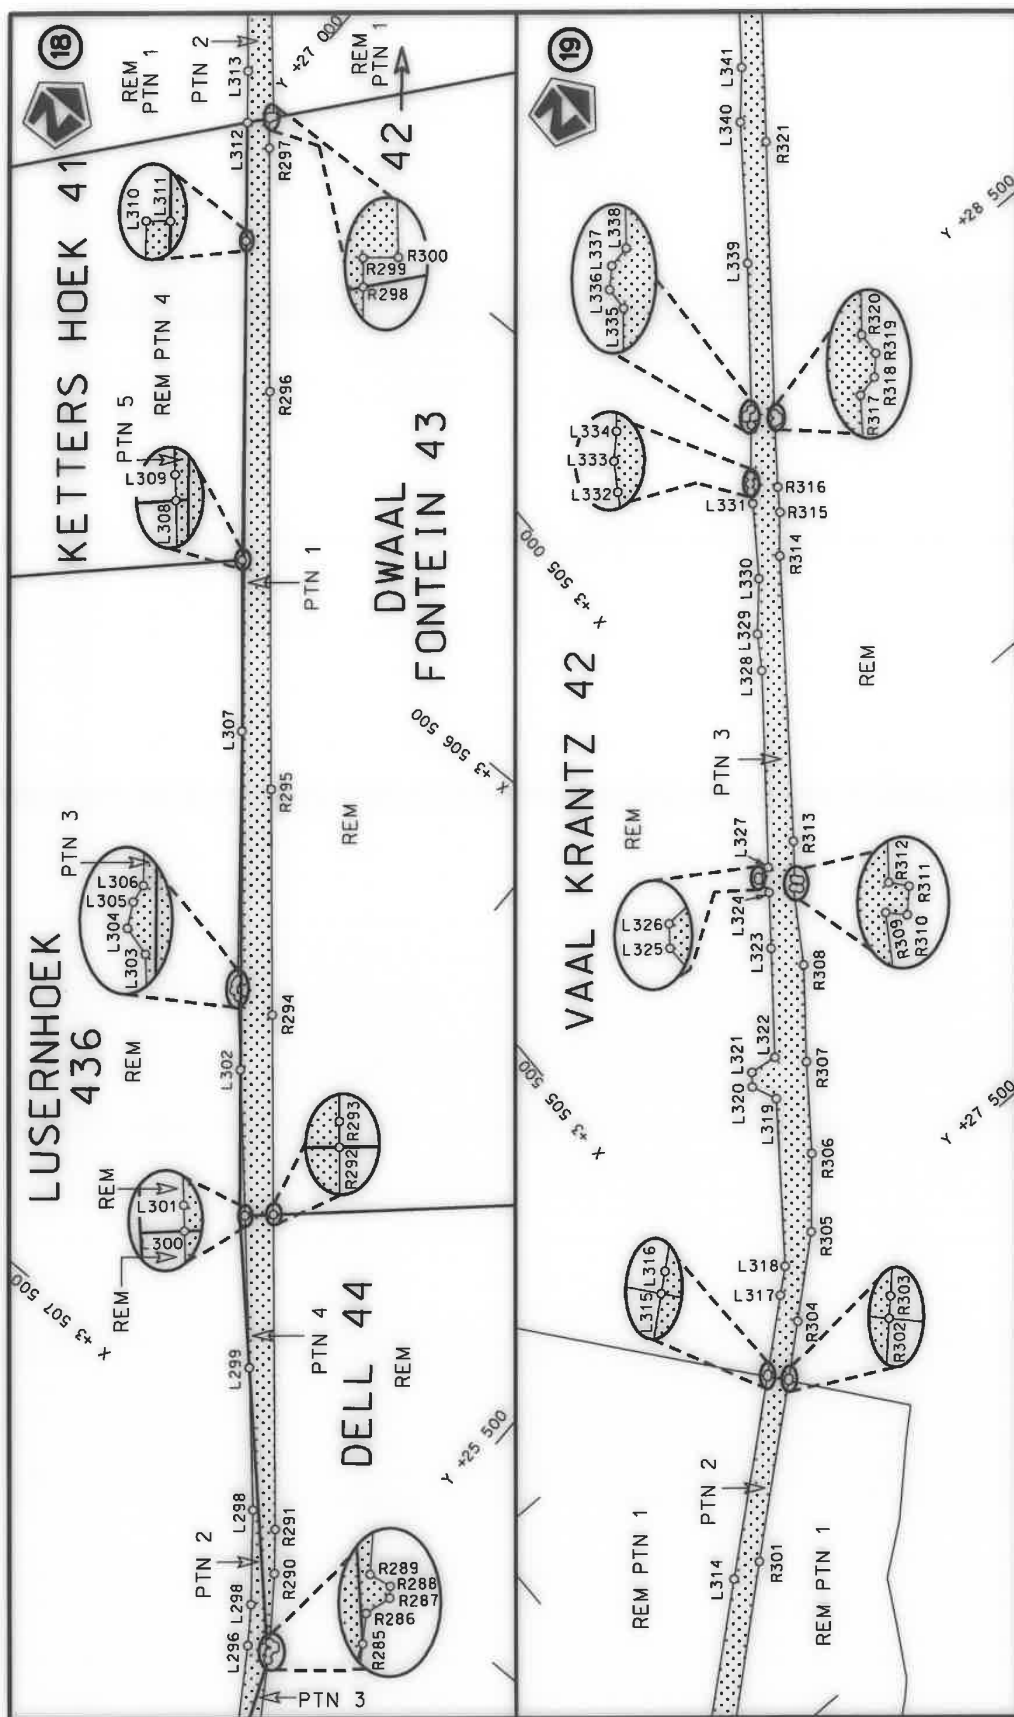 18
REM
PTN 1
PTN 2
L313
Y +27 000
REM
PTN 1
L312
R297
42
KETTERS HOEK 41
L310
L311
R299
R300
R298
REM PTN 4
PTN 5
R296
L309
L308
PTN 1
DWAAL
FONTEIN 43
L307
X +3 506 500
R295
REM
PTN 3
L306
L305
L304
L303
LUSERNHOEK
436
REM
R294
L302
R293
R292
REM
L301
L300
REM
X +3 507 500
PTN 4
L299
DELL 44
REM
Y +25 500
L298
R291
PTN 2
R290
L298
L296
R289
R288
R287
R286
R285
PTN 3
19
L341
L340
R321
Y +28 500
L339
L338
L337
L336
L335
R320
R319
R318
R317
L334
L333
L332
L331
R316
R315
R314
X +3 505 000
L330
L329
L328
REM
VAAL KRANTZ 42
PTN 3
REM
L327
R313
L324
L326
L325
R312
R311
R310
R309
L323
R308
L322
L321
L320
L319
R307
X +3 505 500
Y +27 500
R306
R305
L318
L317
L316
L315
R304
R303
R302
PTN 2
REM PTN 1
L314
R301
REM PTN 1